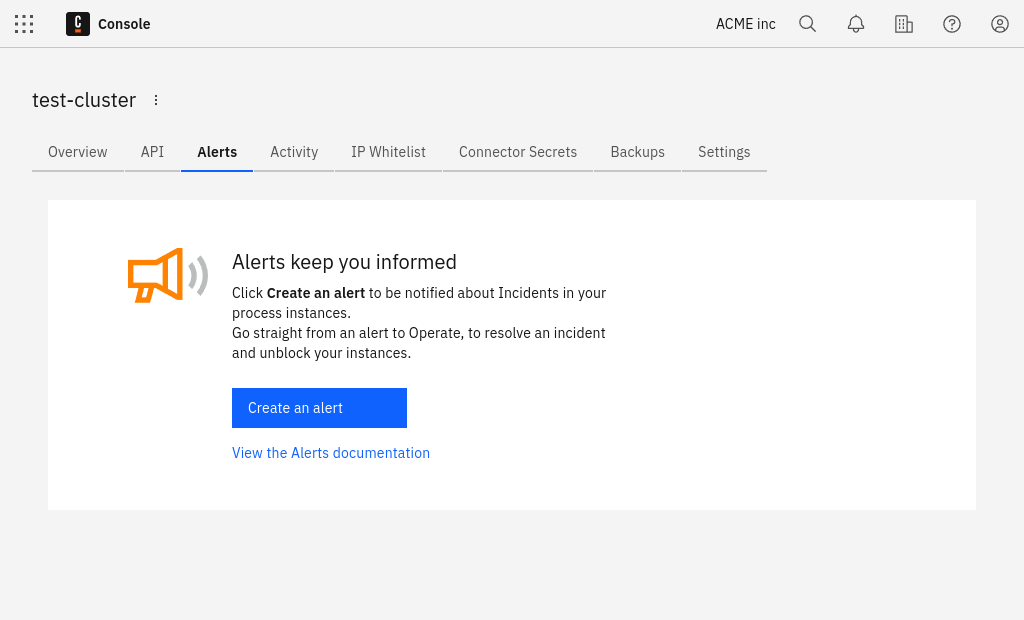 Console
ACME inc
test-cluster
Overview API Alerts Activity IP Whitelist Connector Secrets Backups Settings
Alerts keep you informed
Click Create an alert to be notified about Incidents in your
process instances.
Go straight from an alert to Operate, to resolve an incident
and unblock your instances.
Create an alert
View the Alerts documentation